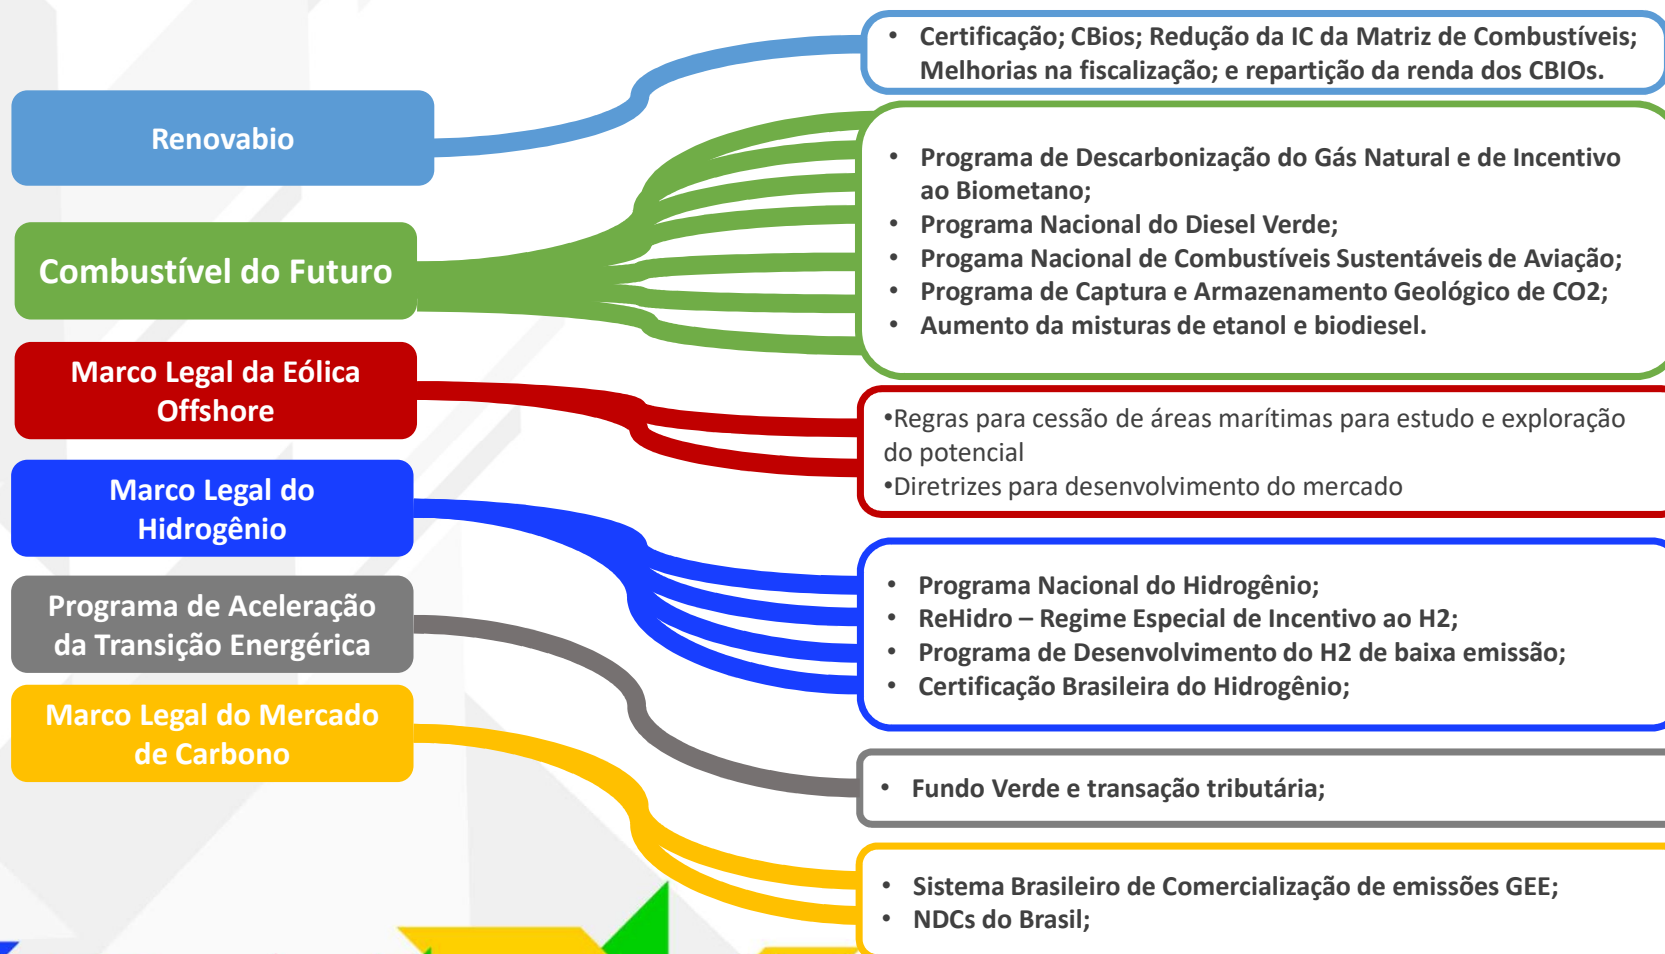 Renovabio
• Certificação; CBios; Redução da IC da Matriz de Combustíveis;
Melhorias na fiscalização; e repartição da renda dos CBIOs.
Combustível do Futuro
• Programa de Descarbonização do Gás Natural e de Incentivo
ao Biometano;
• Programa Nacional do Diesel Verde;
• Progama Nacional de Combustíveis Sustentáveis de Aviação;
• Programa de Captura e Armazenamento Geológico de CO2;
• Aumento da misturas de etanol e biodiesel.
Marco Legal da Eólica
Offshore
•Regras para cessão de áreas marítimas para estudo e exploração
do potencial
•Diretrizes para desenvolvimento do mercado
Marco Legal do
Hidrogênio
• Programa Nacional do Hidrogênio;
• ReHidro – Regime Especial de Incentivo ao H2;
• Programa de Desenvolvimento do H2 de baixa emissão;
• Certificação Brasileira do Hidrogênio;
Programa de Aceleração
da Transição Energérica
• Fundo Verde e transação tributária;
Marco Legal do Mercado
de Carbono
• Sistema Brasileiro de Comercialização de emissões GEE;
• NDCs do Brasil;